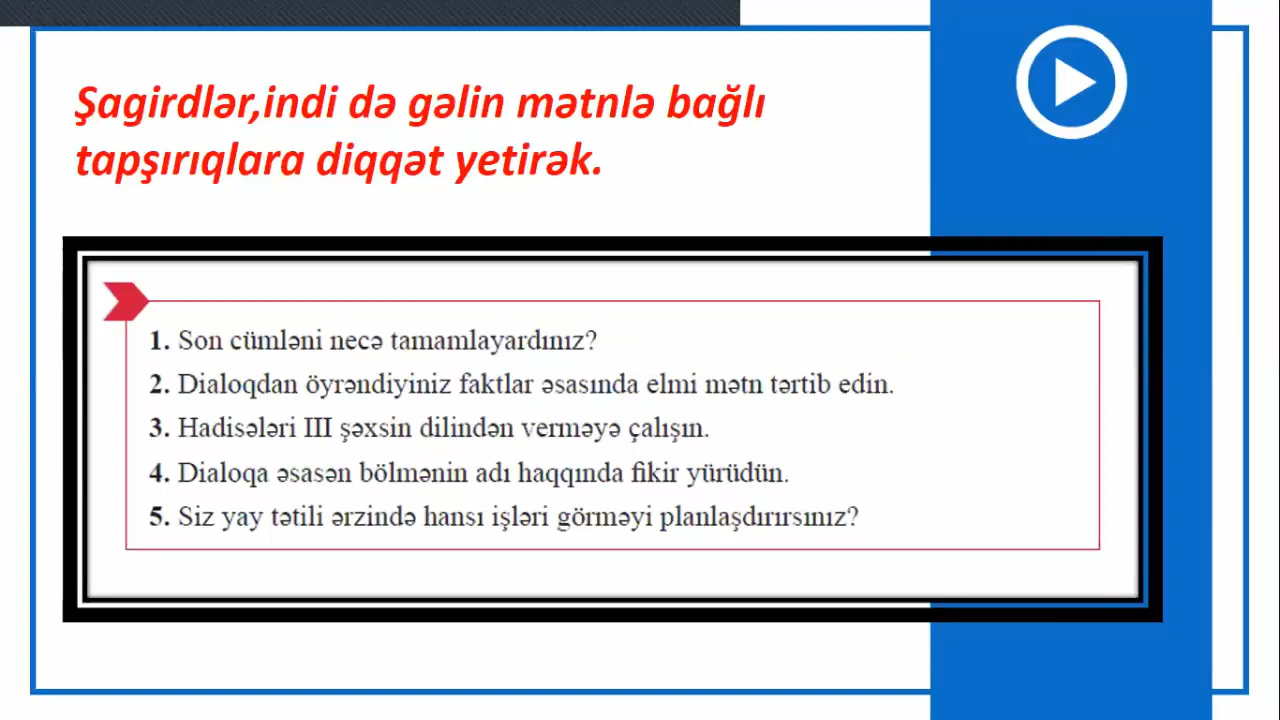 Şagirdlər,indi də gəlin mətnlə bağlı
tapşırıqlara diqqət yetirək.
1. Son cümləni necə tamamlayardınız?
2. Dialoqdan öyrəndiyiniz faktlar əsasında elmi mətn tərtib edin.
3. Hadisələri III şəxsin dilindən verməyə çalışın.
4. Dialoqa əsasən bölmənin adı haqqında fikir yürüdün.
5. Siz yay tətili ərzində hansı işləri görməyi planlaşdırırsınız?